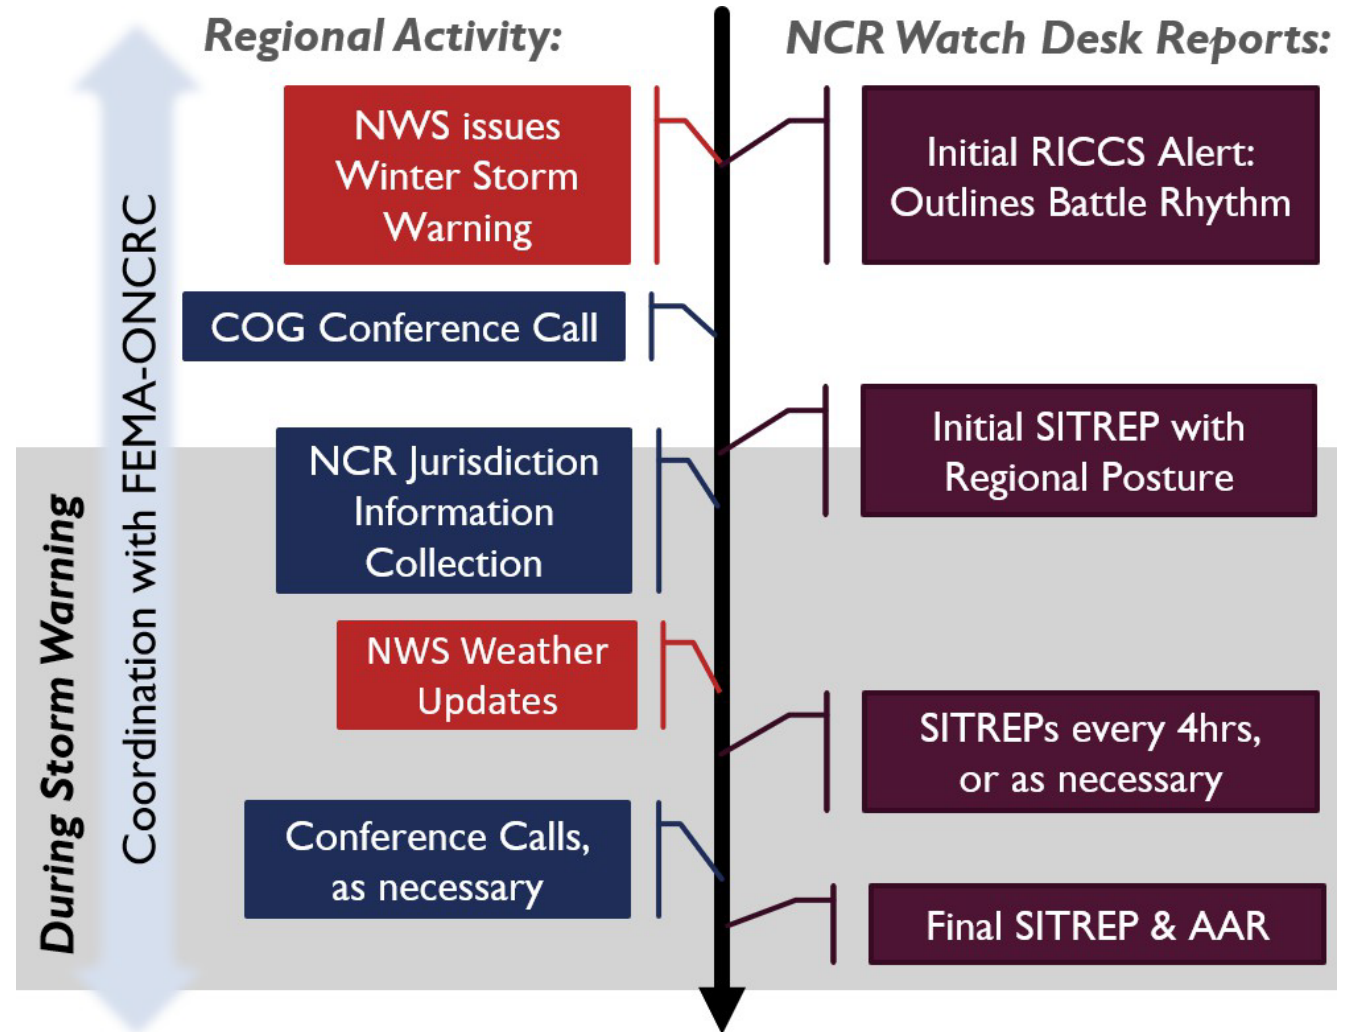 Regional Activity:
NCR Watch Desk Reports:
NWS issues
Winter Storm
Warning
Initial RICCS Alert:
Outlines Battle Rhythm
COG Conference Call
Initial SITREP with
Regional Posture
NCR Jurisdiction
Information
Collection
NWS Weather
Updates
SITREPs every 4hrs,
or as necessary
Conference Calls,
as necessary
Final SITREP & AAR
Coordination with FEMA-ONCRC
During Storm Warning